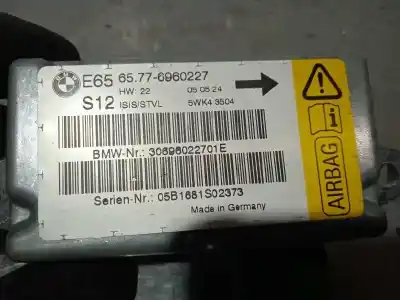 BMW
E65 65.77-6960227
HW: 22 05 05 24
S12 ISIS/STVL 5WK4 3504
BMW-Nr.: 30696022701E
Serien-Nr.: 05B1681S02373
Made in Germany
AIRBAG